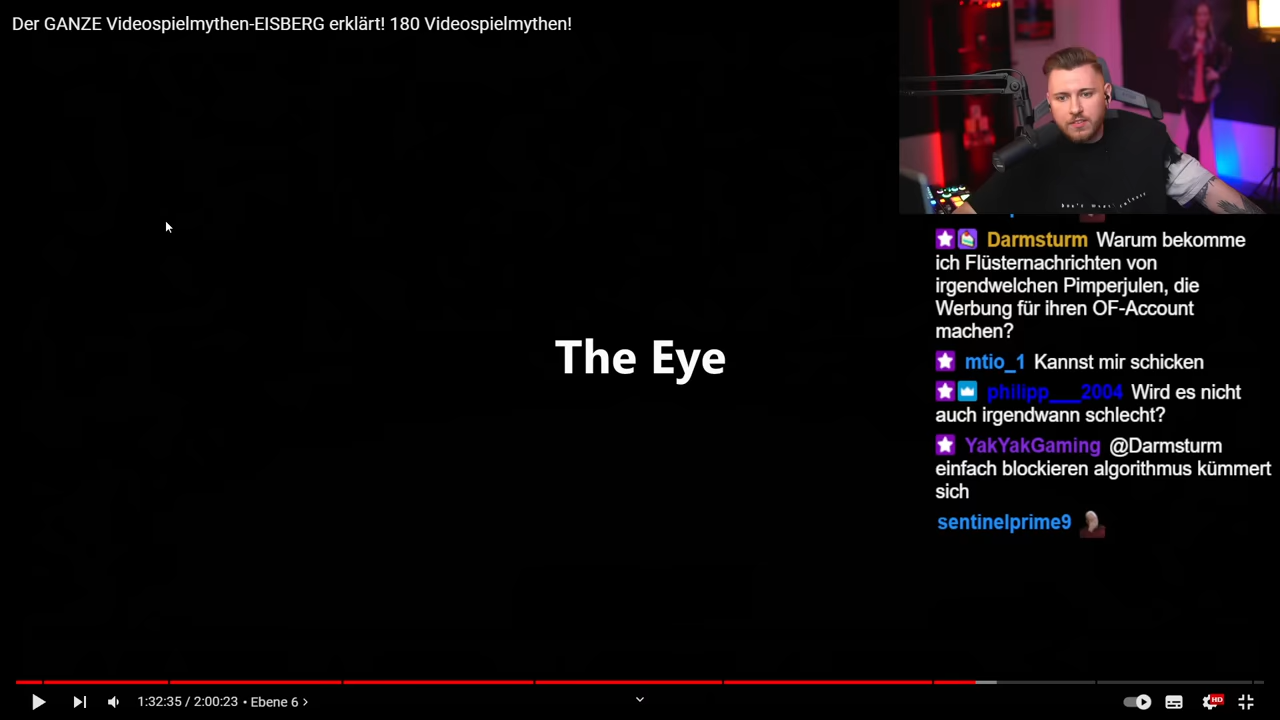 Der GANZE Videospielmythen-EISBERG erklärt! 180 Videospielmythen!
Darmsturm Warum bekomme
ich Flüsternachrichten von
irgendwelchen Pimperjulen, die
Werbung für ihren OF-Account
machen?
mtio_1 Kannst mir schicken
philipp___2004 Wird es nicht
auch irgendwann schlecht?
YakYakGaming @Darmsturm
einfach blockieren algorithmus kümmert
sich
sentinelprime9
The Eye
1:32:35 / 2:00:23 • Ebene 6 ›
HD